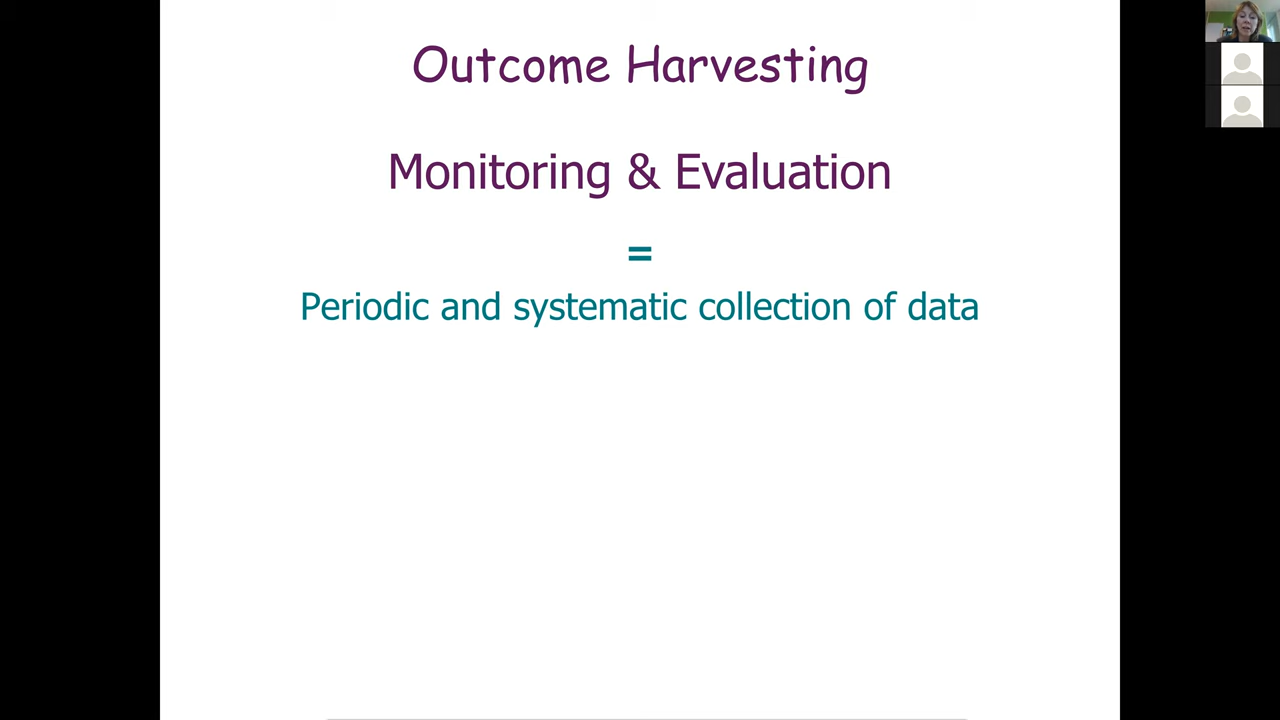 Outcome Harvesting
Monitoring & Evaluation
=
Periodic and systematic collection of data